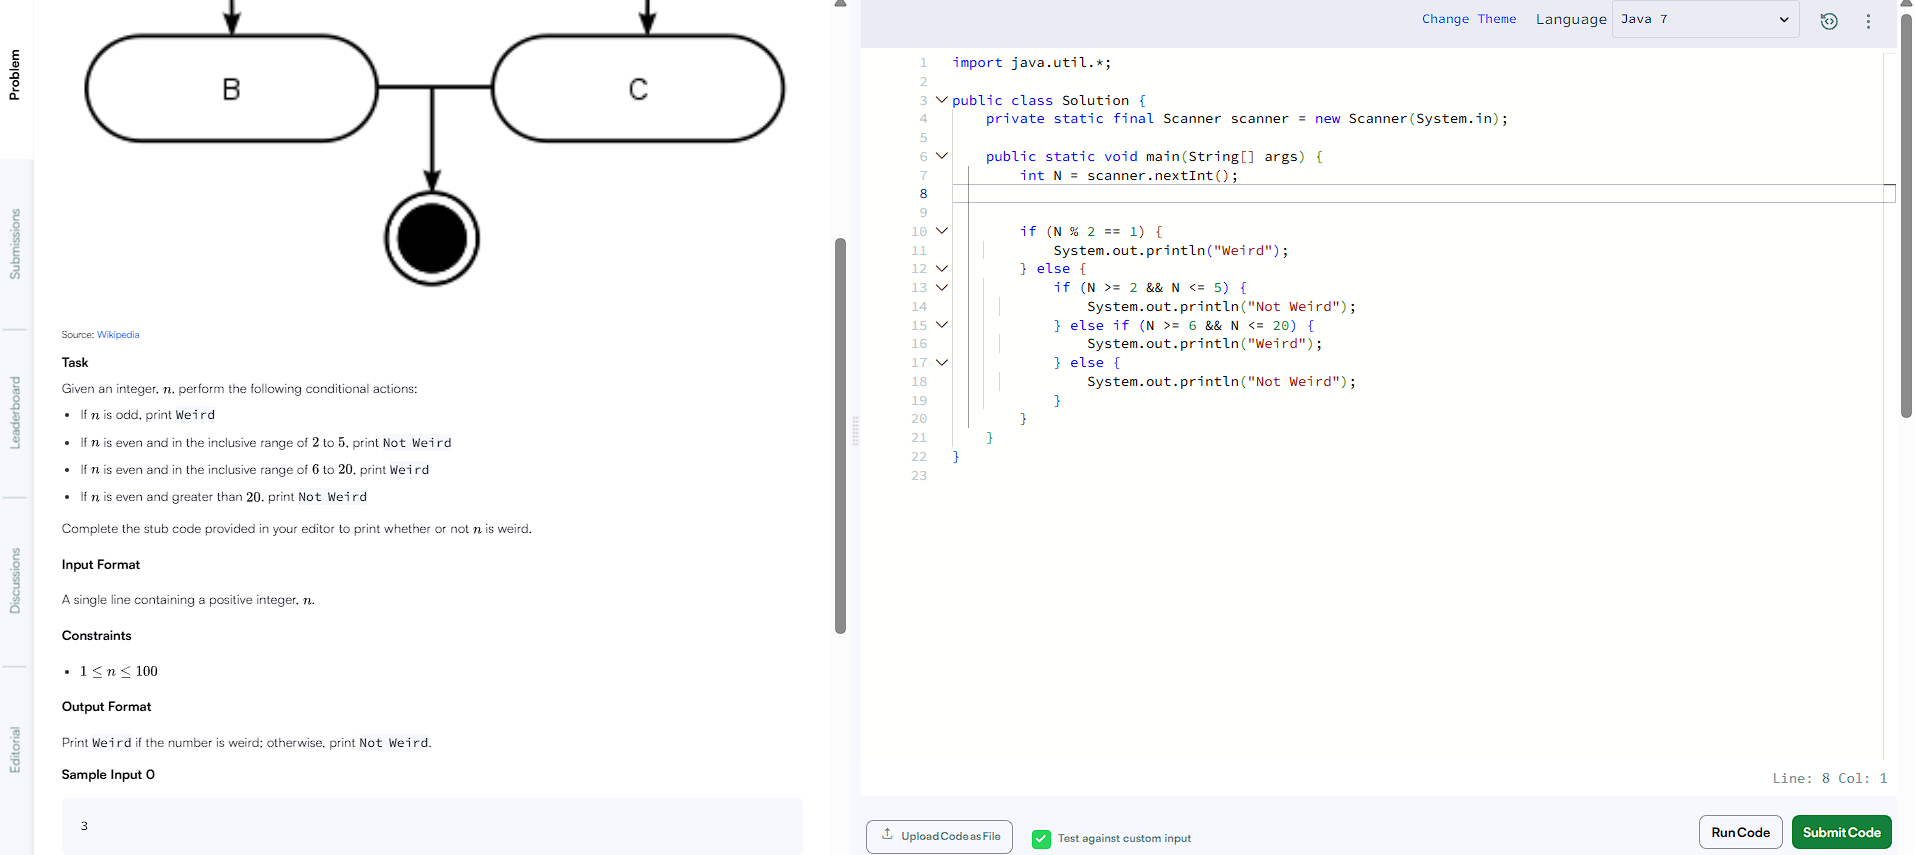 Problem
Submissions
Leaderboard
Discussions
Editorial
B
C
Source: Wikipedia
Task
Given an integer, n, perform the following conditional actions:
• If n is odd, print Weird
• If n is even and in the inclusive range of 2 to 5, print Not Weird
• If n is even and in the inclusive range of 6 to 20, print Weird
• If n is even and greater than 20, print Not Weird
Complete the stub code provided in your editor to print whether or not n is weird.
Input Format
A single line containing a positive integer, n.
Constraints
• 1 ≤ n ≤ 100
Output Format
Print Weird if the number is weird; otherwise, print Not Weird.
Sample Input 0
3
Change Theme Language Java 7
1 import java.util.*;
2
3 public class Solution {
4 private static final Scanner scanner = new Scanner(System.in);
5
6 public static void main(String[] args) {
7 int N = scanner.nextInt();
8
9
10 if (N % 2 == 1) {
11 System.out.println("Weird");
12 } else {
13 if (N >= 2 && N <= 5) {
14 System.out.println("Not Weird");
15 } else if (N >= 6 && N <= 20) {
16 System.out.println("Weird");
17 } else {
18 System.out.println("Not Weird");
19 }
20 }
21 }
22 }
23
Line: 8 Col: 1
Upload Code as File
Test against custom input
Run Code
Submit Code